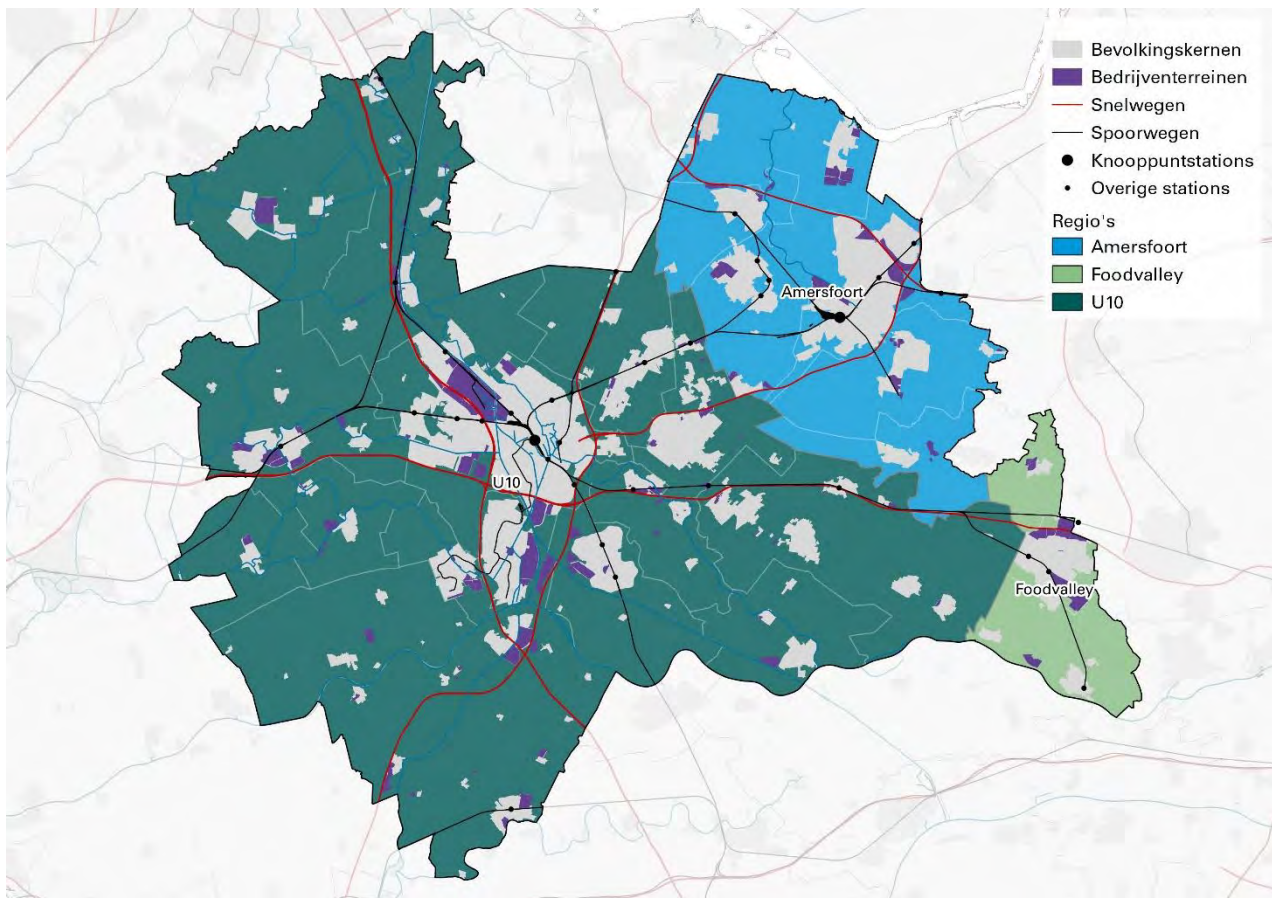 Bevolkingskernen
Bedrijventerreinen
Snelwegen
Spoorwegen
Knooppuntstations
Overige stations
Regio's
Amersfoort
Foodvalley
U10
Amersfoort
U10
Foodvalley